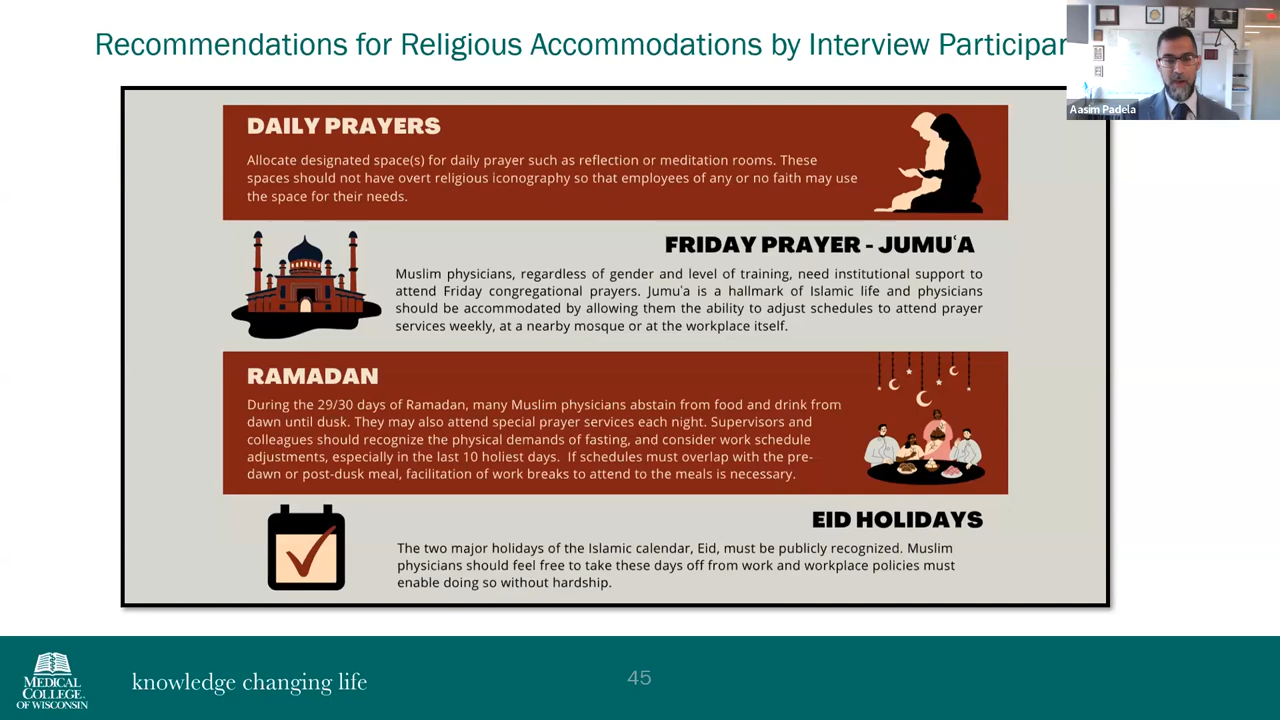 Recommendations for Religious Accommodations by Interview Participan
Aasim Padela
DAILY PRAYERS
Allocate designated space(s) for daily prayer such as reflection or meditation rooms. These
spaces should not have overt religious iconography so that employees of any or no faith may use
the space for their needs.
FRIDAY PRAYER - JUMUʿA
Muslim physicians, regardless of gender and level of training, need institutional support to
attend Friday congregational prayers. Jumuʿa is a hallmark of Islamic life and physicians
should be accommodated by allowing them the ability to adjust schedules to attend prayer
services weekly, at a nearby mosque or at the workplace itself.
RAMADAN
During the 29/30 days of Ramadan, many Muslim physicians abstain from food and drink from
dawn until dusk. They may also attend special prayer services each night. Supervisors and
colleagues should recognize the physical demands of fasting, and consider work schedule
adjustments, especially in the last 10 holiest days. If schedules must overlap with the pre-
dawn or post-dusk meal, facilitation of work breaks to attend to the meals is necessary.
EID HOLIDAYS
The two major holidays of the Islamic calendar, Eid, must be publicly recognized. Muslim
physicians should feel free to take these days off from work and workplace policies must
enable doing so without hardship.
MEDICAL
COLLEGE
OF WISCONSIN
knowledge changing life
45